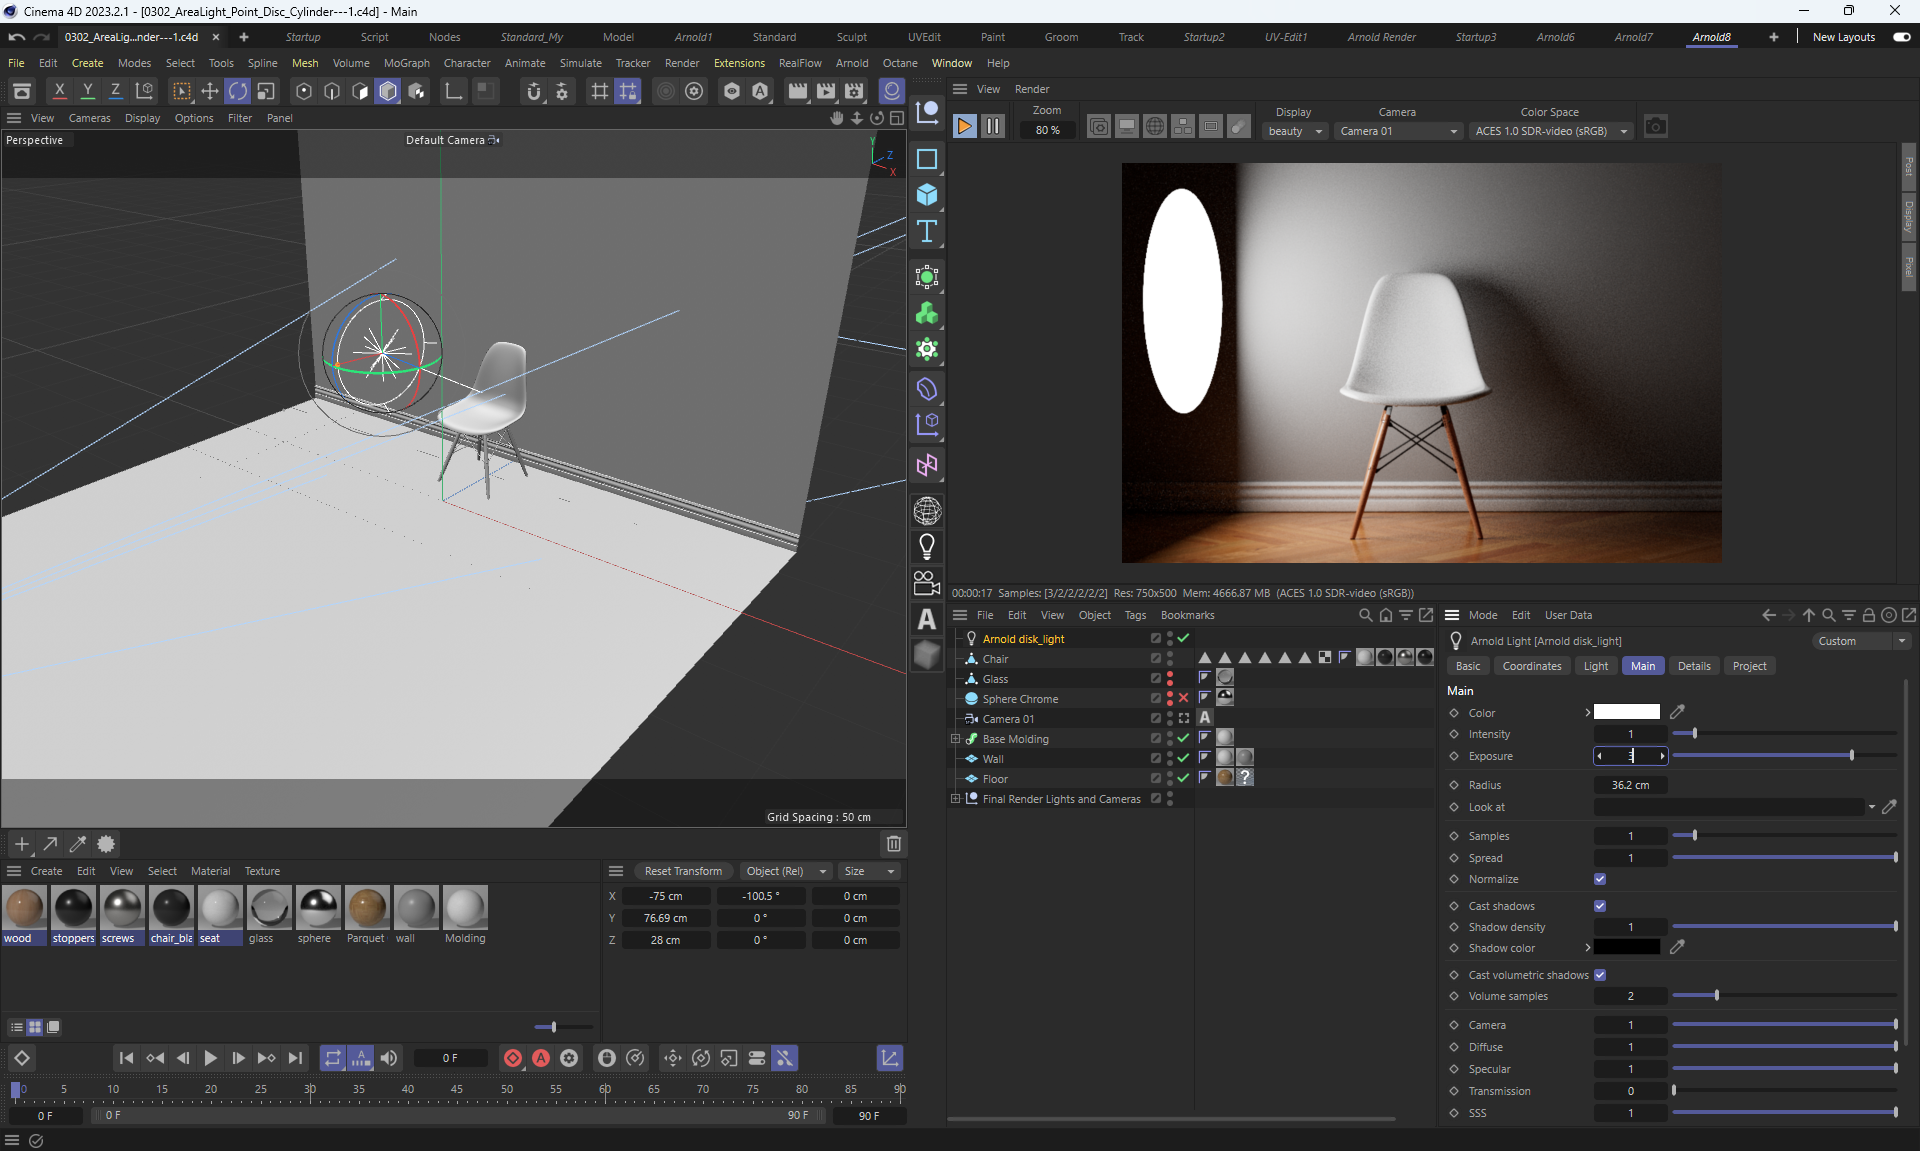 Cinema 4D 2023.2.1 - [0302_AreaLight_Point_Disc_Cylinder---1.c4d] - Main
0302_AreaLig...nder---1.c4d × + Startup Script Nodes Standard_My Model Arnold1 Standard Sculpt UVEdit Paint Groom Track Startup2 UV-Edit1 Arnold Render Startup3 Arnold6 Arnold7 Arnold8 + New Layouts
File Edit Create Modes Select Tools Spline Mesh Volume MoGraph Character Animate Simulate Tracker Render Extensions RealFlow Arnold Octane Window Help
X Y Z
View Cameras Display Options Filter Panel
Perspective
Default Camera
Y
Z
X
Grid Spacing : 50 cm
View Render
Zoom
80 %
Display
beauty
Camera
Camera 01
Color Space
ACES 1.0 SDR-video (sRGB)
Post
Display
Pixel
00:00:17 Samples: [3/2/2/2/2/2] Res: 750x500 Mem: 4666.87 MB (ACES 1.0 SDR-video (sRGB))
File Edit View Object Tags Bookmarks
Arnold disk_light
Chair
Glass
Sphere Chrome
Camera 01
Base Molding
Wall
Floor
Final Render Lights and Cameras
Mode Edit User Data
Arnold Light [Arnold disk_light]
Custom
Basic Coordinates Light Main Details Project
Main
Color
Intensity 1
Exposure 3
Radius 36.2 cm
Look at
Samples 1
Spread 1
Normalize
Cast shadows
Shadow density 1
Shadow color
Cast volumetric shadows
Volume samples 2
Camera 1
Diffuse 1
Specular 1
Transmission 0
SSS 1
Create Edit View Select Material Texture
wood stoppers screws chair_bla seat glass sphere Parquet wall Molding
Reset Transform Object (Rel) Size
X -75 cm -100.5 ° 0 cm
Y 76.69 cm 0 ° 0 cm
Z 28 cm 0 ° 0 cm
0 F
0 5 10 15 20 25 30 35 40 45 50 55 60 65 70 75 80 85 90
0 F 0 F 90 F 90 F